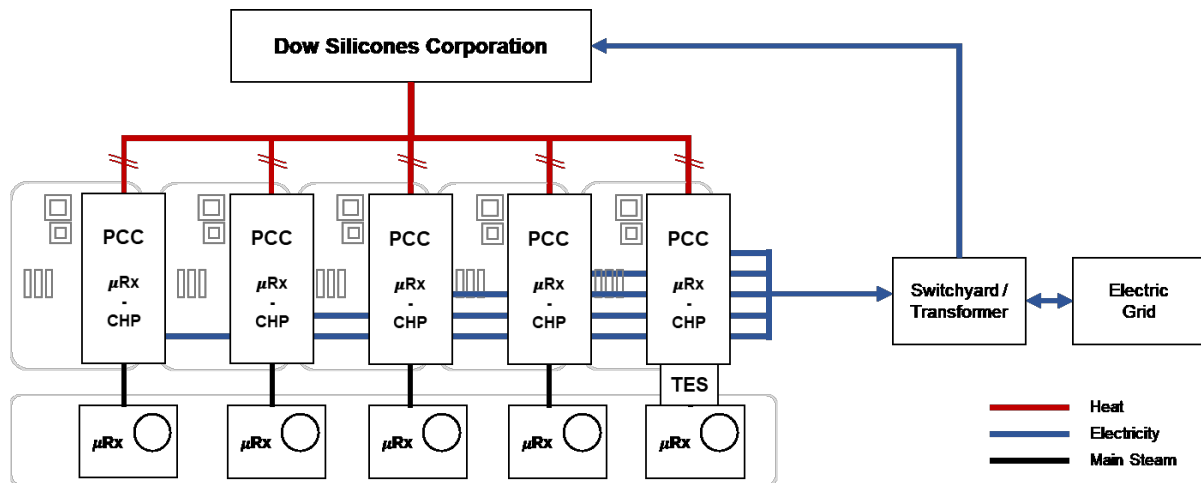 Dow Silicones Corporation
PCC
μRx
-
CHP
PCC
μRx
-
CHP
PCC
μRx
-
CHP
PCC
μRx
-
CHP
PCC
μRx
-
CHP
Switchyard /
Transformer
Electric
Grid
TES
μRx
μRx
μRx
μRx
μRx
Heat
Electricity
Main Steam